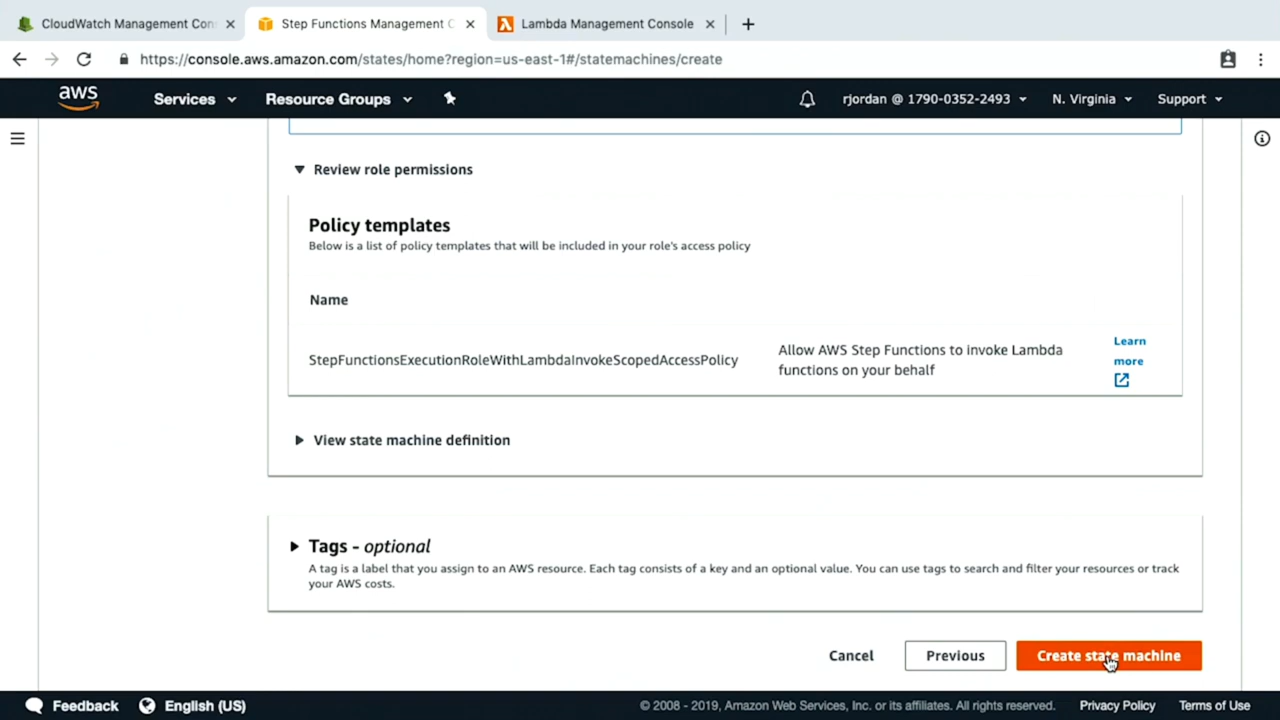 CloudWatch Management Con
Step Functions Management C
Lambda Management Console
https://console.aws.amazon.com/states/home?region=us-east-1#/statemachines/create
aws
Services
Resource Groups
rjordan @ 1790-0352-2493
N. Virginia
Support
Review role permissions
Policy templates
Below is a list of policy templates that will be included in your role's access policy
Name
StepFunctionsExecutionRoleWithLambdaInvokeScopedAccessPolicy
Allow AWS Step Functions to invoke Lambda
functions on your behalf
Learn
more
View state machine definition
Tags - optional
A tag is a label that you assign to an AWS resource. Each tag consists of a key and an optional value. You can use tags to search and filter your resources or track
your AWS costs.
Cancel
Previous
Create state machine
Feedback
English (US)
© 2008 - 2019, Amazon Web Services, Inc. or its affiliates. All rights reserved.
Privacy Policy
Terms of Use